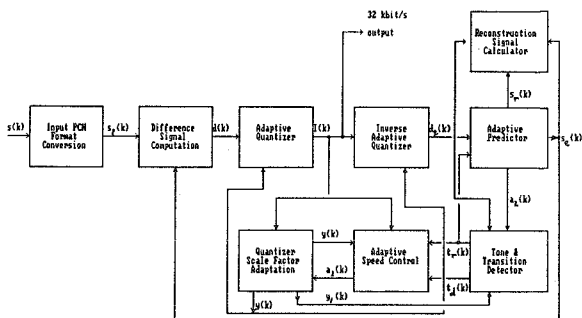 32 kbit/s
output
Reconstruction
Signal
Calculator
s(k)
Input PCM
Format
Conversion
s_l(k)
Difference
Signal
Computation
d(k)
Adaptive
Quantizer
I(k)
Inverse
Adaptive
Quantizer
d_q(k)
Adaptive
Predictor
s_r(k)
s_e(k)
a_2(k)
Quantizer
Scale Factor
Adaptation
y(k)
a_l(k)
Adaptive
Speed Control
t_r(k)
t_d(k)
Tone &
Transition
Detector
y(k)
y_l(k)